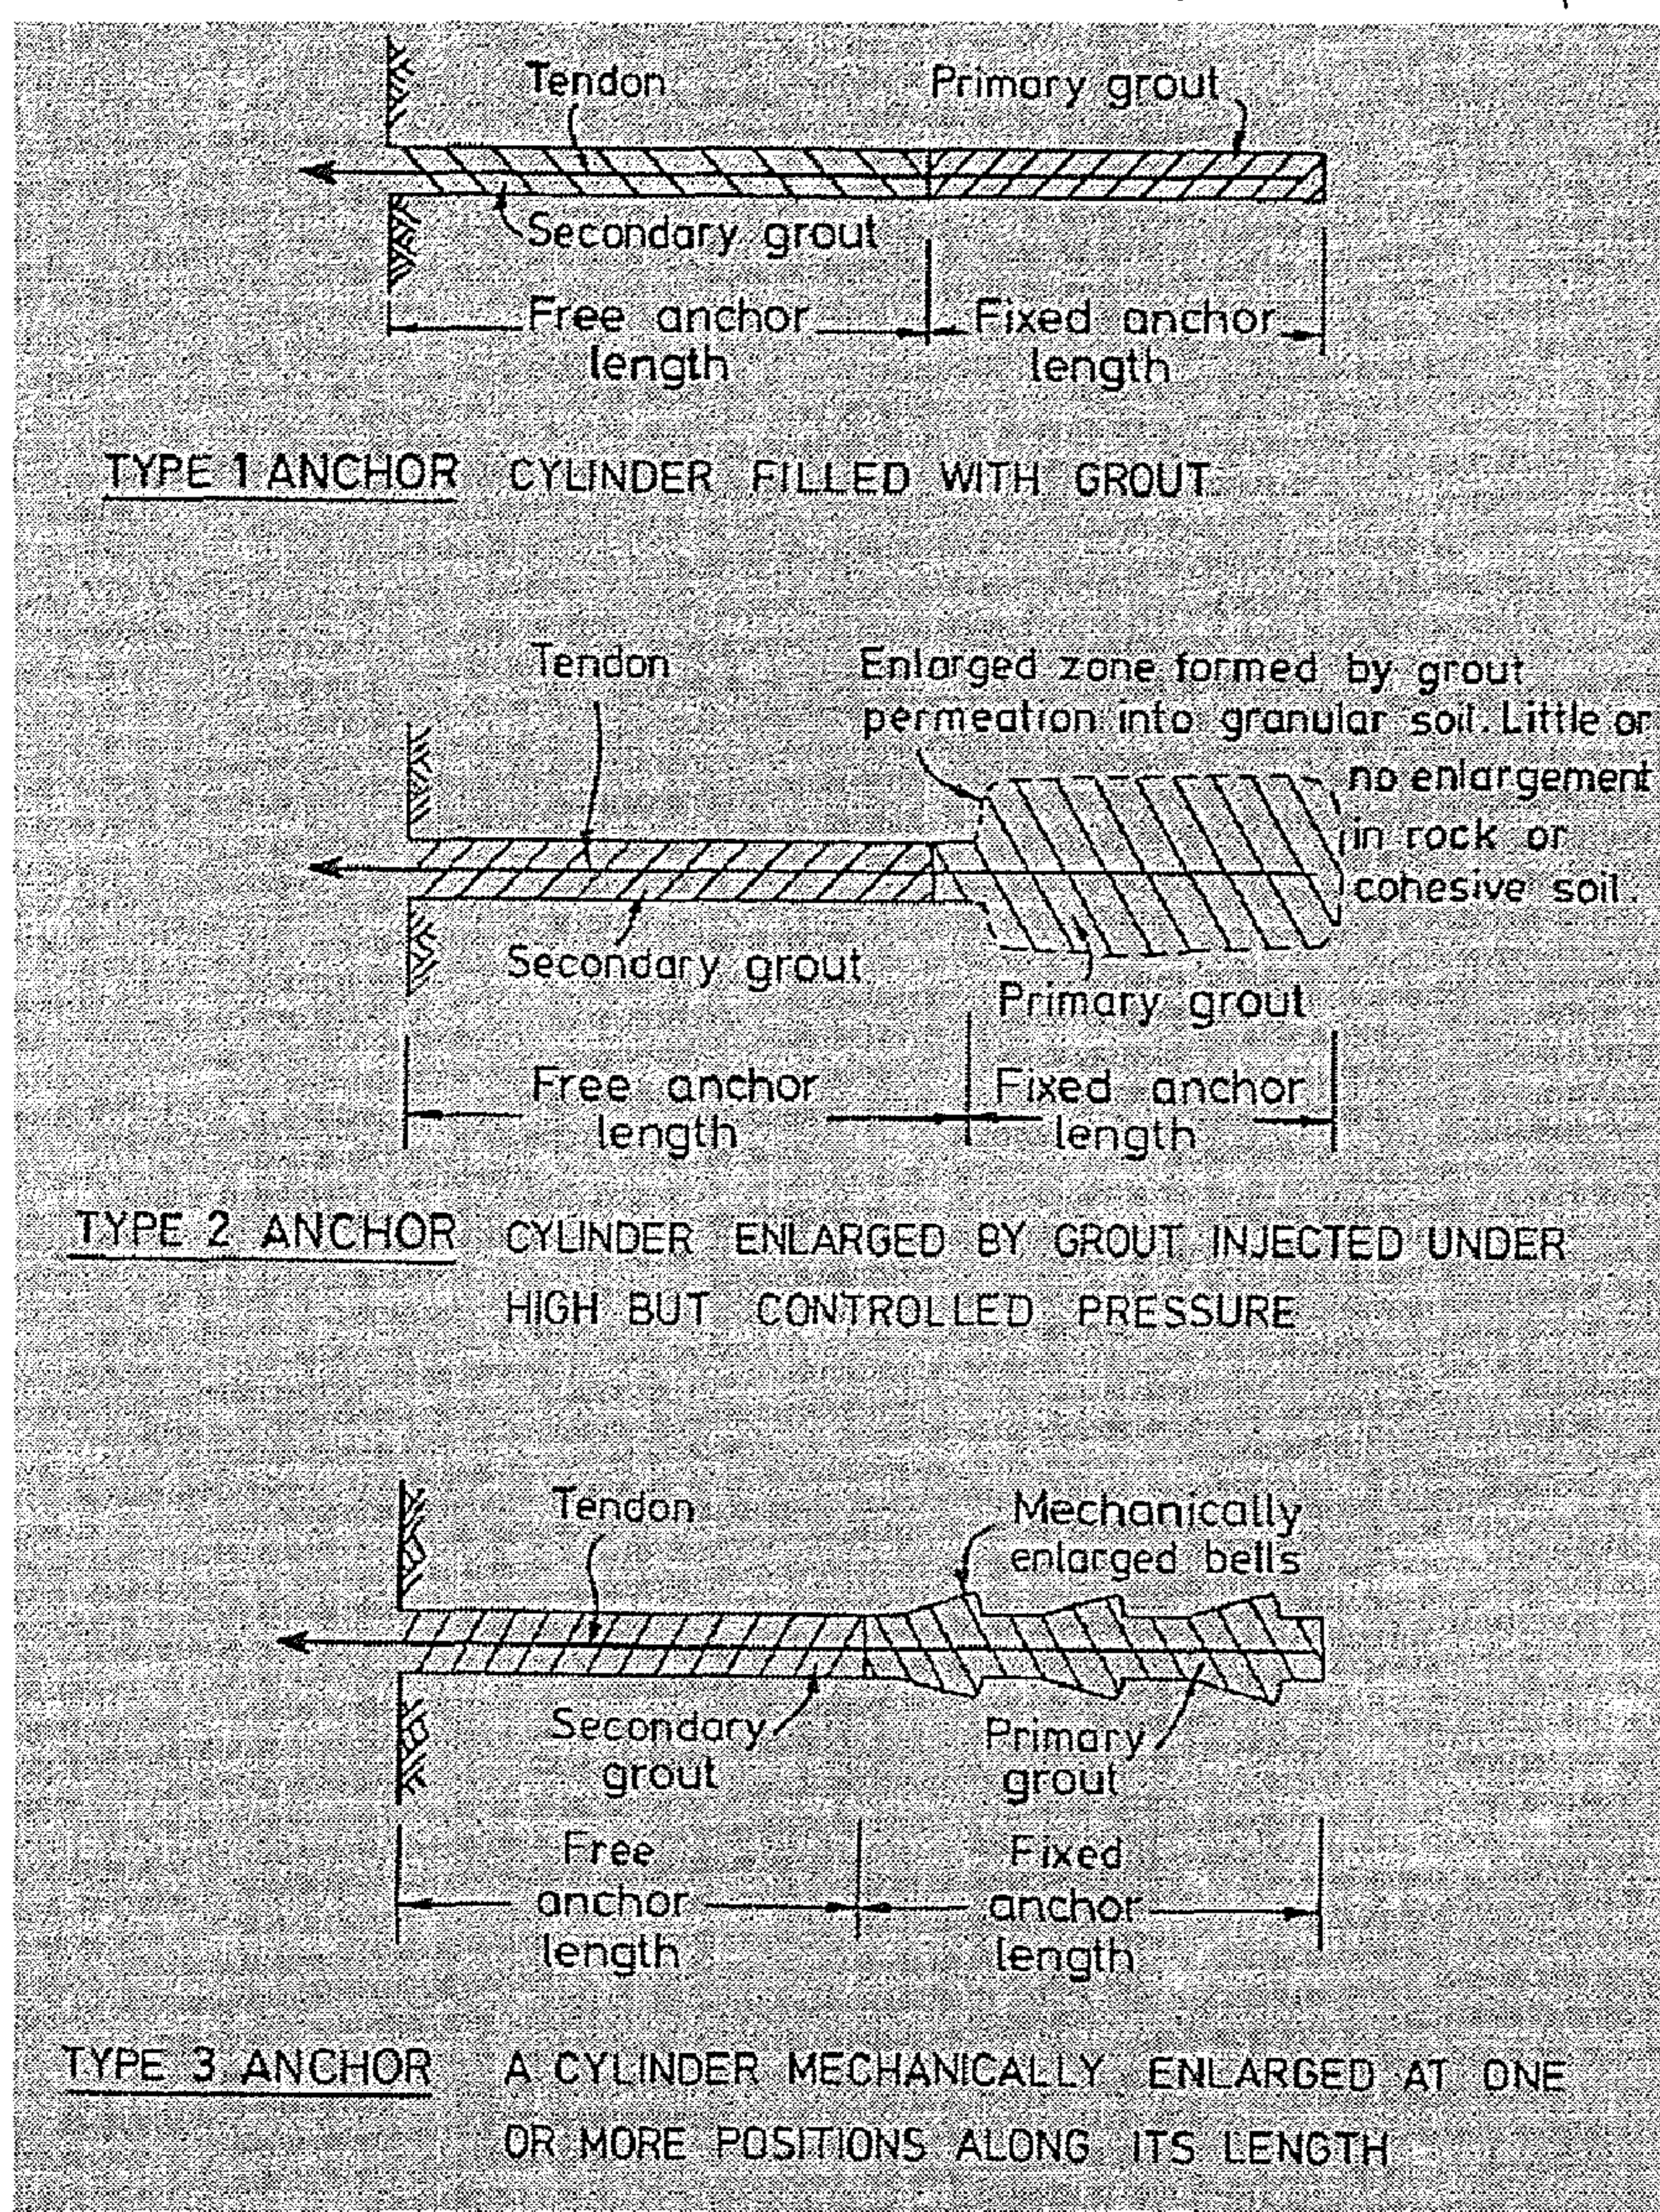 Tendon
Primary grout
Secondary grout
Free anchor
length
Fixed anchor
length
TYPE 1 ANCHOR CYLINDER FILLED WITH GROUT
Tendon
Enlarged zone formed by grout
permeation into granular soil. Little or
no enlargement
in rock or
cohesive soil.
Secondary grout
Primary grout
Free anchor
length
Fixed anchor
length
TYPE 2 ANCHOR CYLINDER ENLARGED BY GROUT INJECTED UNDER
HIGH BUT CONTROLLED PRESSURE
Tendon
Mechanically
enlarged bells
Secondary
grout
Primary
grout
Free
anchor
length
Fixed
anchor
length
TYPE 3 ANCHOR A CYLINDER MECHANICALLY ENLARGED AT ONE
OR MORE POSITIONS ALONG ITS LENGTH